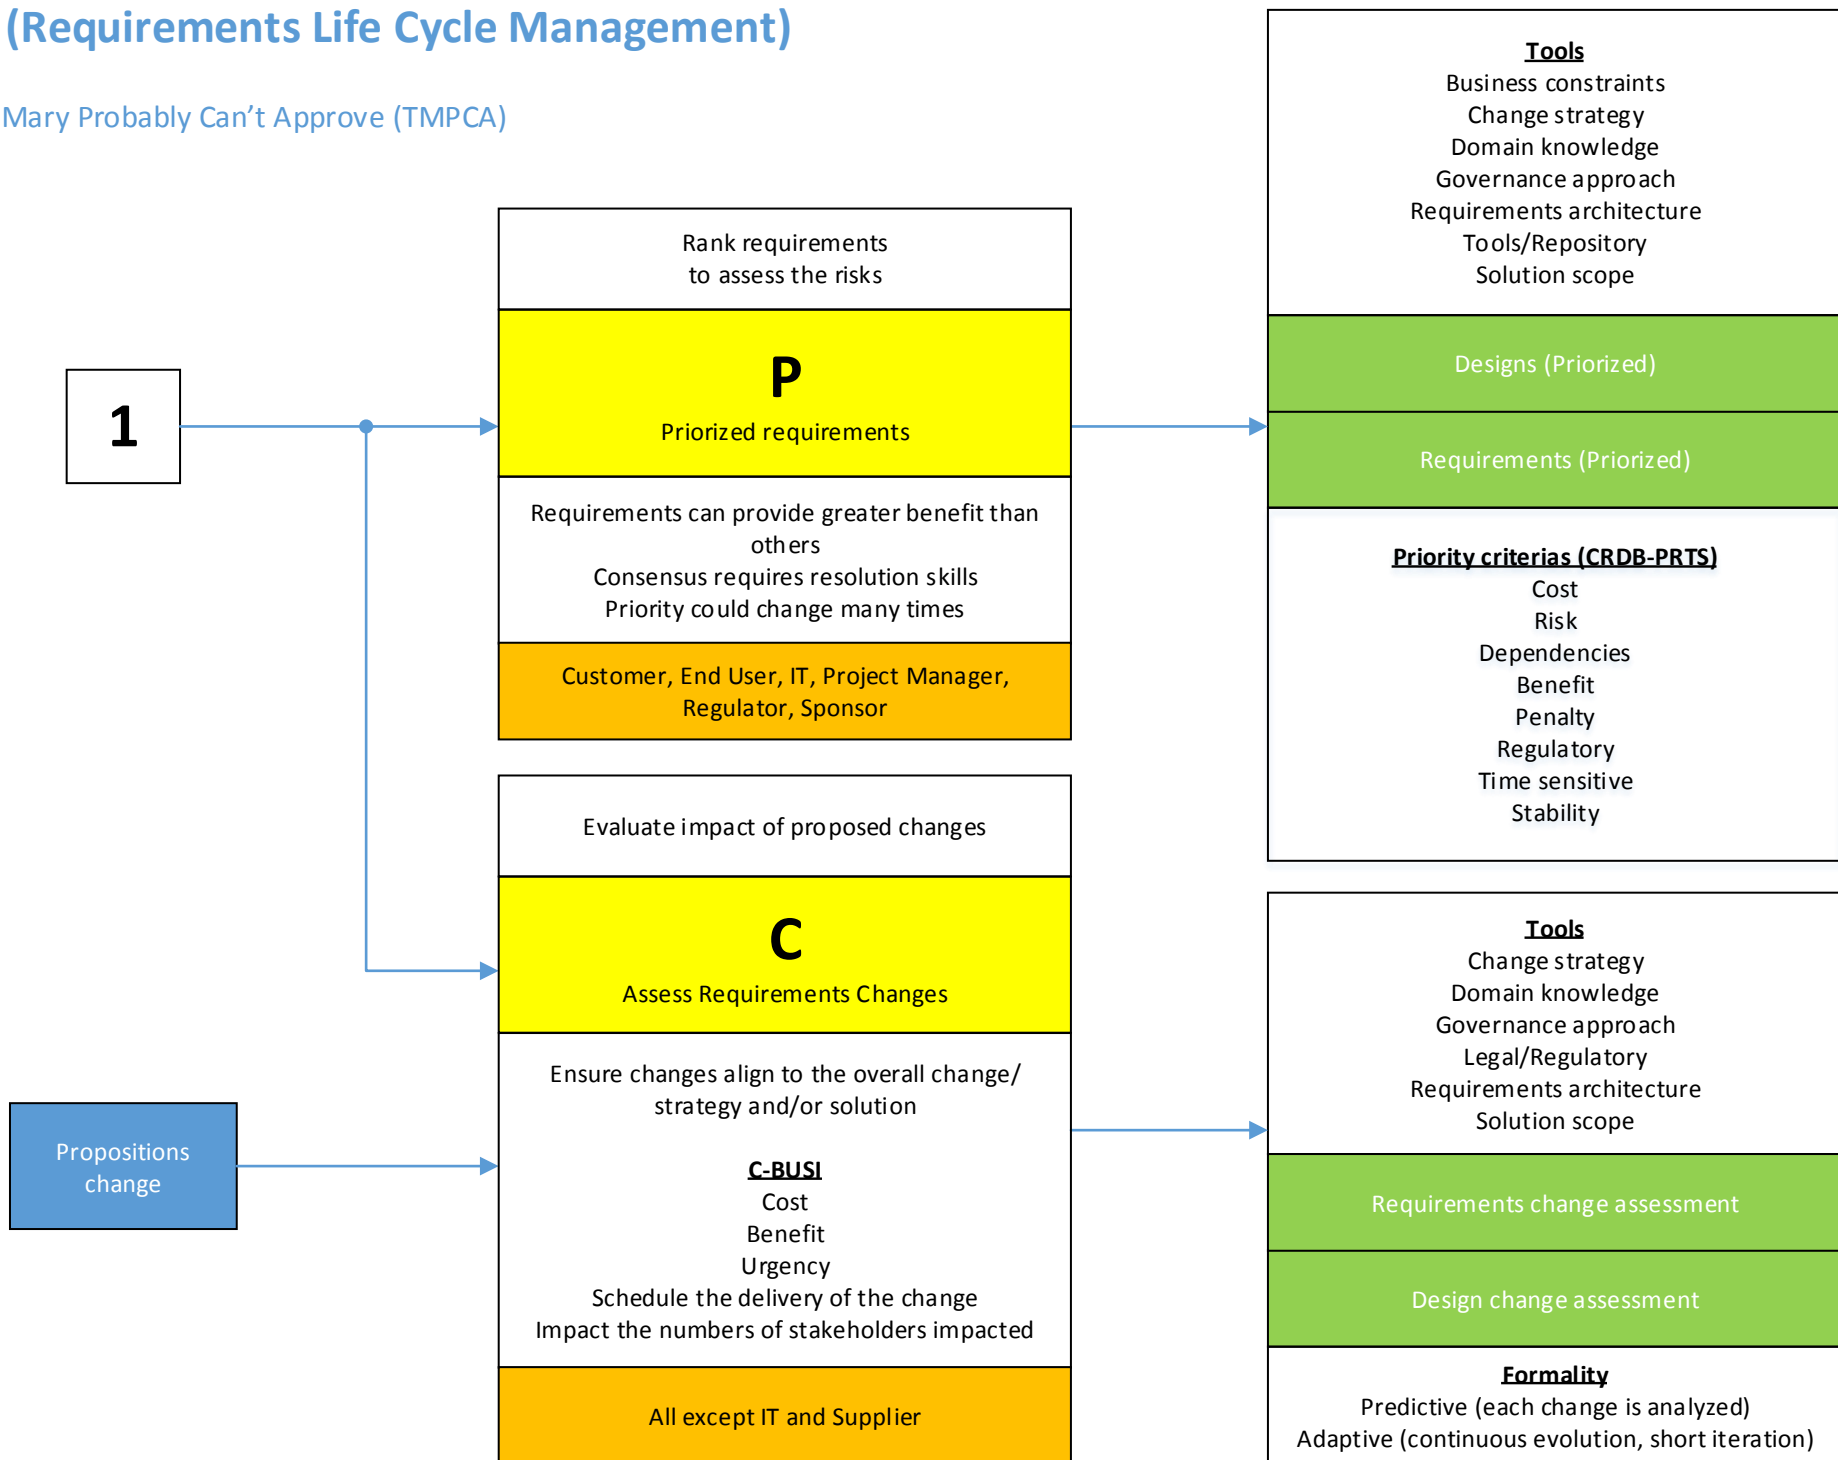 (Requirements Life Cycle Management)
Mary Probably Can't Approve (TMPCA)
1
Rank requirements
to assess the risks
P
Priorized requirements
Requirements can provide greater benefit than
others
Consensus requires resolution skills
Priority could change many times
Customer, End User, IT, Project Manager,
Regulator, Sponsor
Tools
Business constraints
Change strategy
Domain knowledge
Governance approach
Requirements architecture
Tools/Repository
Solution scope
Designs (Priorized)
Requirements (Priorized)
Priority criterias (CRDB-PRTS)
Cost
Risk
Dependencies
Benefit
Penalty
Regulatory
Time sensitive
Stability
Propositions
change
Evaluate impact of proposed changes
C
Assess Requirements Changes
Ensure changes align to the overall change/
strategy and/or solution
C-BUSI
Cost
Benefit
Urgency
Schedule the delivery of the change
Impact the numbers of stakeholders impacted
All except IT and Supplier
Tools
Change strategy
Domain knowledge
Governance approach
Legal/Regulatory
Requirements architecture
Solution scope
Requirements change assessment
Design change assessment
Formality
Predictive (each change is analyzed)
Adaptive (continuous evolution, short iteration)